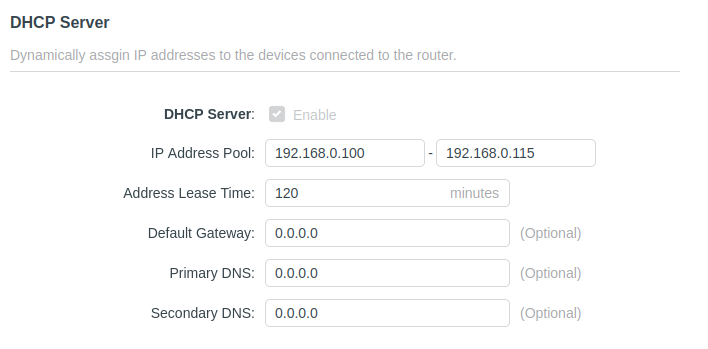 DHCP Server
Dynamically assgin IP addresses to the devices connected to the router.
DHCP Server: Enable
IP Address Pool: 192.168.0.100 - 192.168.0.115
Address Lease Time: 120 minutes
Default Gateway: 0.0.0.0 (Optional)
Primary DNS: 0.0.0.0 (Optional)
Secondary DNS: 0.0.0.0 (Optional)